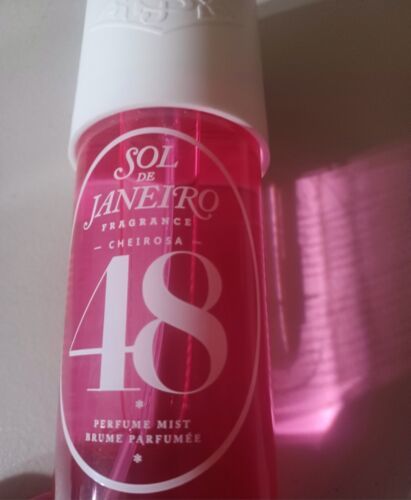 SOL
DE
JANEIRO
FRAGRANCE
- CHEIROSA -
48
PERFUME MIST
BRUME PARFUMÉE